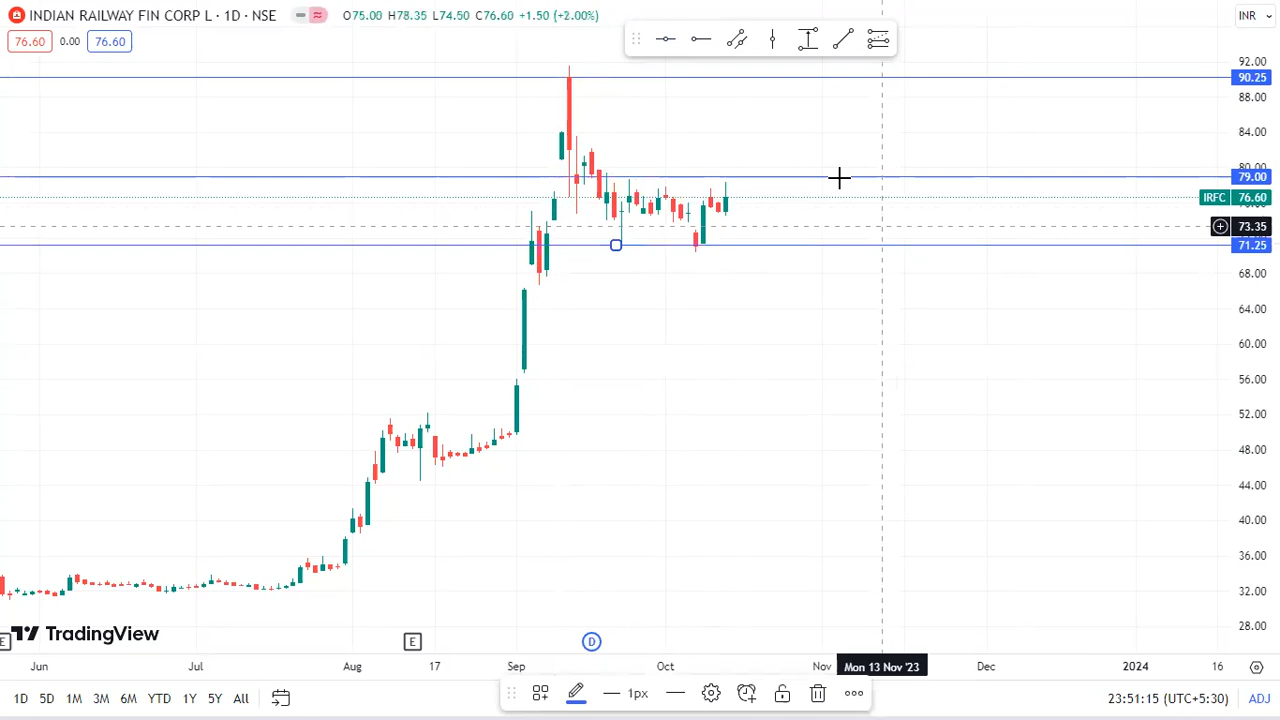 INDIAN RAILWAY FIN CORP L · 1D · NSE O75.00 H78.35 L74.50 C76.60 +1.50 (+2.00%) INR
76.60 0.00 76.60
92.00
90.25
88.00
84.00
80.00
79.00
IRFC 76.60
73.35
71.25
68.00
64.00
60.00
56.00
52.00
48.00
44.00
40.00
36.00
32.00
28.00
TradingView
E E D
Jun Jul Aug 17 Sep Oct Nov Mon 13 Nov '23 Dec 2024 16
1D 5D 1M 3M 6M YTD 1Y 5Y All 1px 23:51:15 (UTC+5:30) ADJ